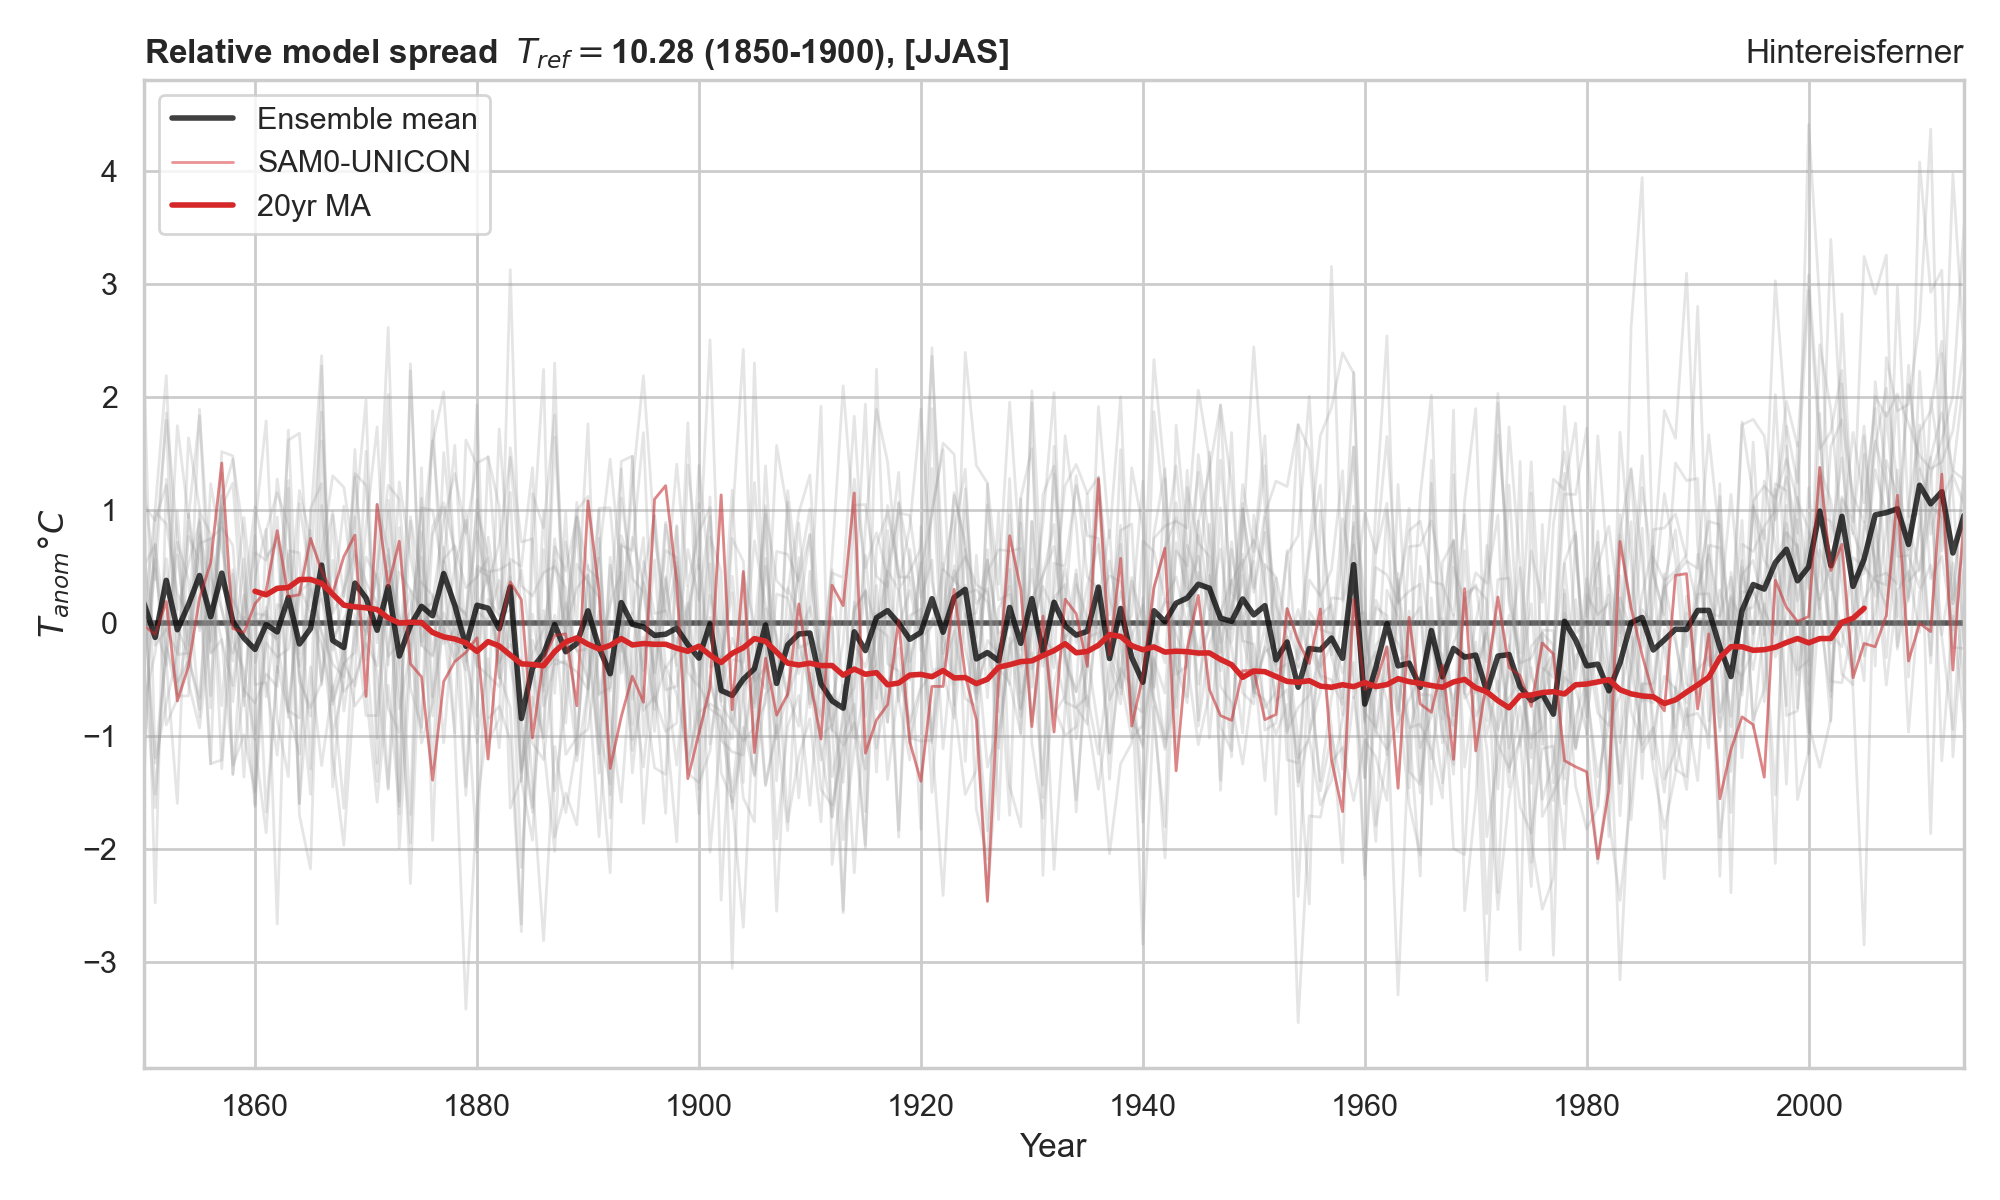 Relative model spread T_ref = 10.28 (1850-1900), [JJAS]
Hintereisferner
Ensemble mean
SAM0-UNICON
20yr MA
T_anom°C
4
3
2
1
0
−1
−2
−3
1860
1880
1900
1920
1940
1960
1980
2000
Year